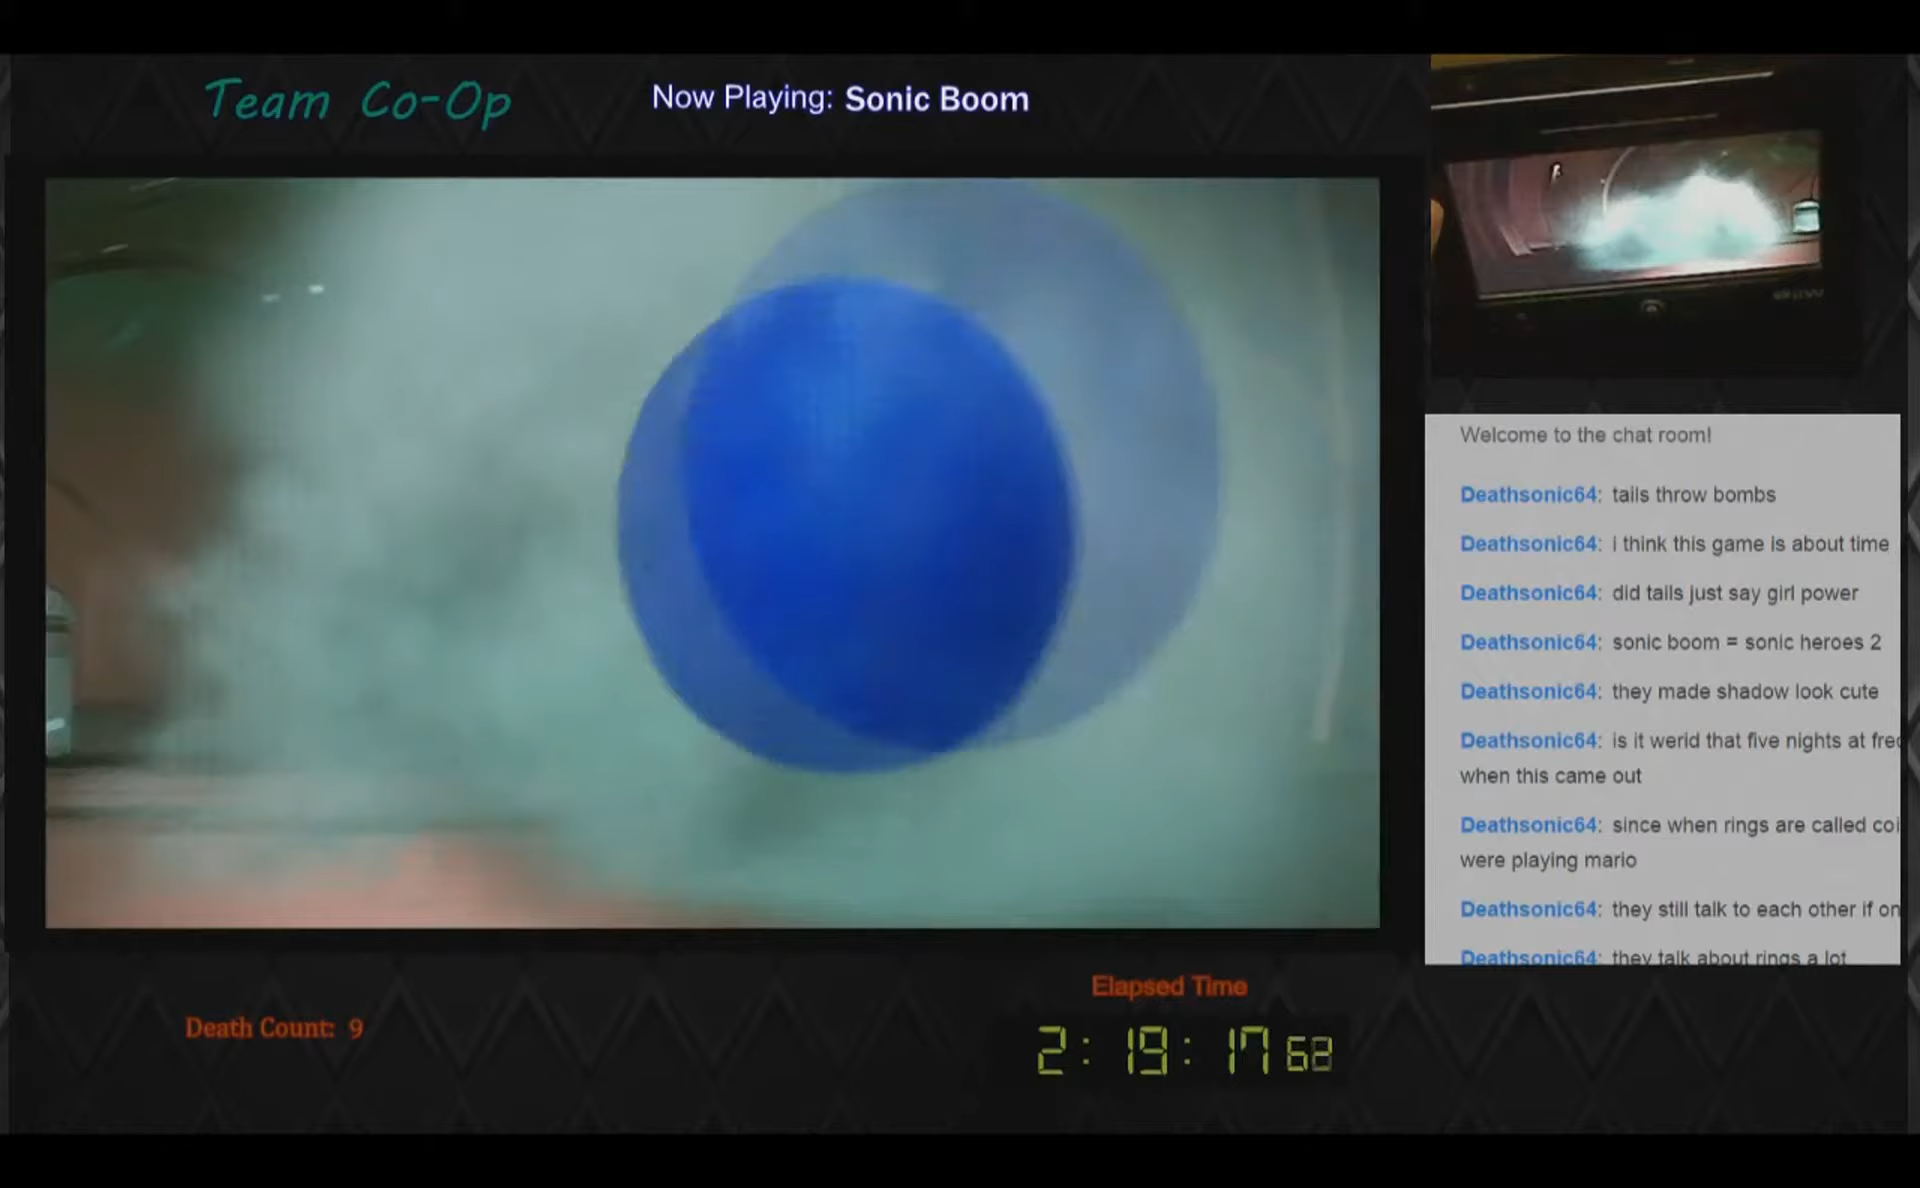 Team Co-Op
Now Playing: Sonic Boom
Welcome to the chat room!
Deathsonic64: tails throw bombs
Deathsonic64: i think this game is about time
Deathsonic64: did tails just say girl power
Deathsonic64: sonic boom = sonic heroes 2
Deathsonic64: they made shadow look cute
Deathsonic64: is it werid that five nights at fred
when this came out
Deathsonic64: since when rings are called coi
were playing mario
Deathsonic64: they still talk to each other if on
Deathsonic64: they talk about rings a lot
Elapsed Time
Death Count: 9
2: 19: 17 68